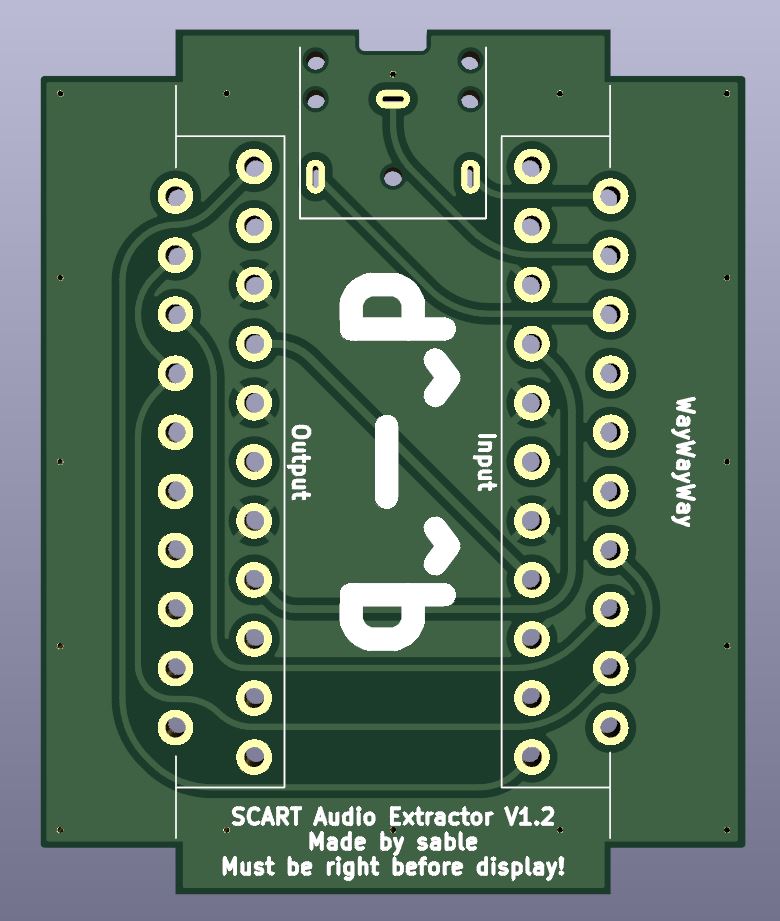 Output
d^-^b
Input
WayWayWay
SCART Audio Extractor V1.2
Made by sable
Must be right before display!